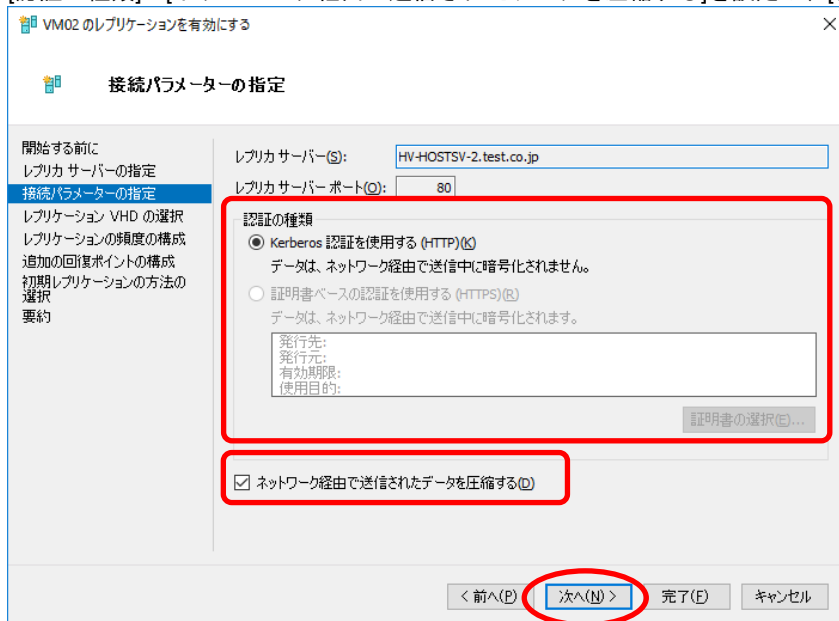 VM02 のレプリケーションを有効にする
接続パラメーターの指定
開始する前に
レプリカ サーバーの指定
接続パラメーターの指定
レプリケーション VHD の選択
レプリケーションの頻度の構成
追加の回復ポイントの構成
初期レプリケーションの方法の
選択
要約
レプリカ サーバー(S):
HV-HOSTSV-2.test.co.jp
レプリカ サーバー ポート(O):
80
認証の種類
Kerberos 認証を使用する (HTTP)(K)
データは、ネットワーク経由で送信中に暗号化されません。
証明書ベースの認証を使用する (HTTPS)(R)
データは、ネットワーク経由で送信中に暗号化されます。
発行先:
発行元:
有効期限:
使用目的:
証明書の選択(E)...
ネットワーク経由で送信されたデータを圧縮する(D)
< 前へ(P)
次へ(N) >
完了(F)
キャンセル